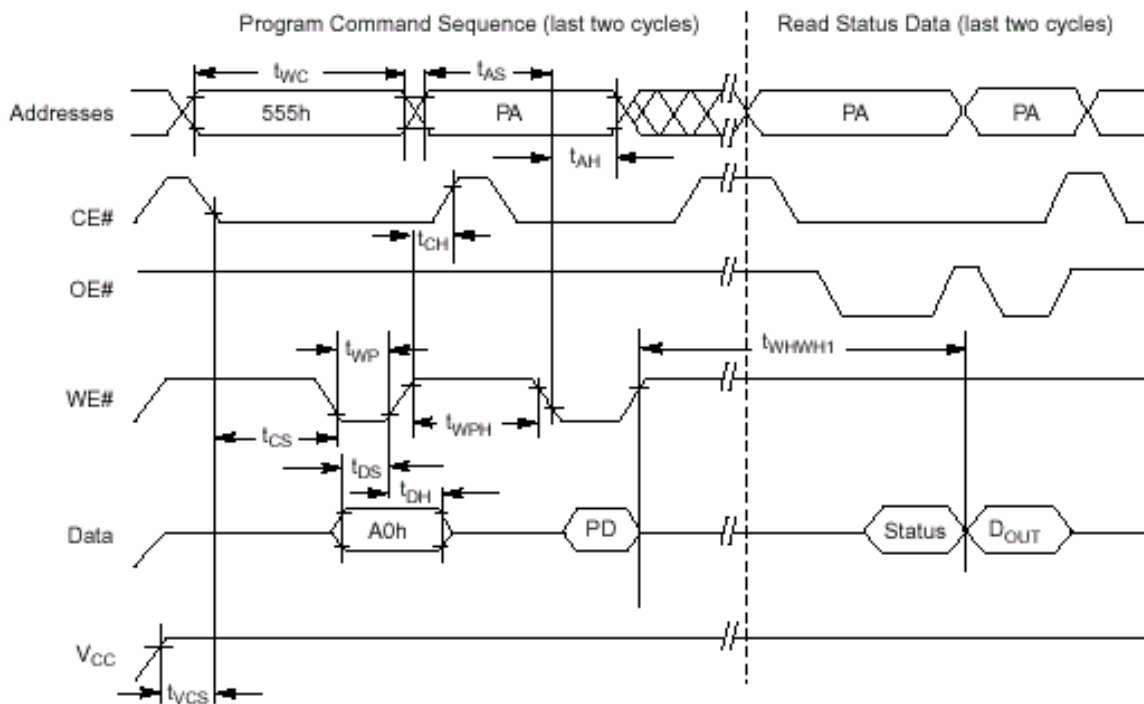 Program Command Sequence (last two cycles) Read Status Data (last two cycles)
tWC tAS
Addresses 555h PA PA PA
tAH
CE#
tCH
OE#
tWP tWHWH1
WE#
tCS tWPH
tDS
tDH
Data A0h PD Status DOUT
VCC
tVCS